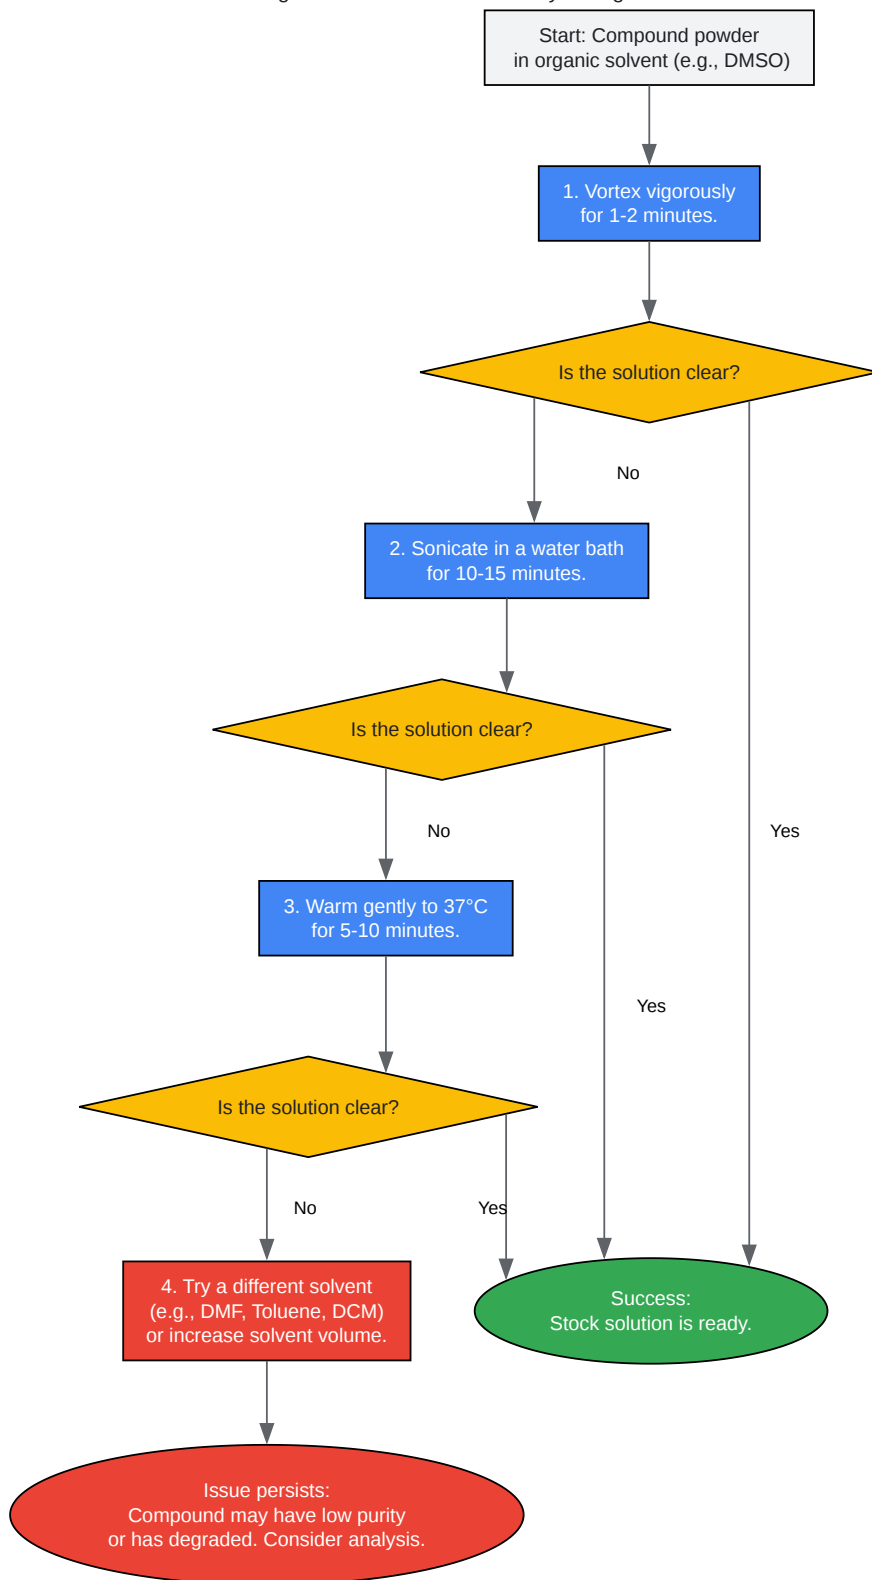 Start: Compound powder
in organic solvent (e.g., DMSO)
1. Vortex vigorously
for 1-2 minutes.
Is the solution clear?
No
2. Sonicate in a water bath
for 10-15 minutes.
Is the solution clear?
No
Yes
3. Warm gently to 37°C
for 5-10 minutes.
Yes
Is the solution clear?
No
Yes
4. Try a different solvent
(e.g., DMF, Toluene, DCM)
or increase solvent volume.
Success:
Stock solution is ready.
Issue persists:
Compound may have low purity
or has degraded. Consider analysis.